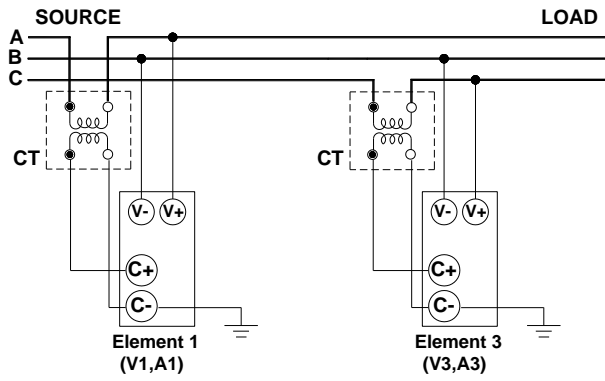 SOURCE LOAD
A
B
C
CT CT
V- V+ V- V+
C+ C+
C- C-
Element 1 Element 3
(V1,A1) (V3,A3)